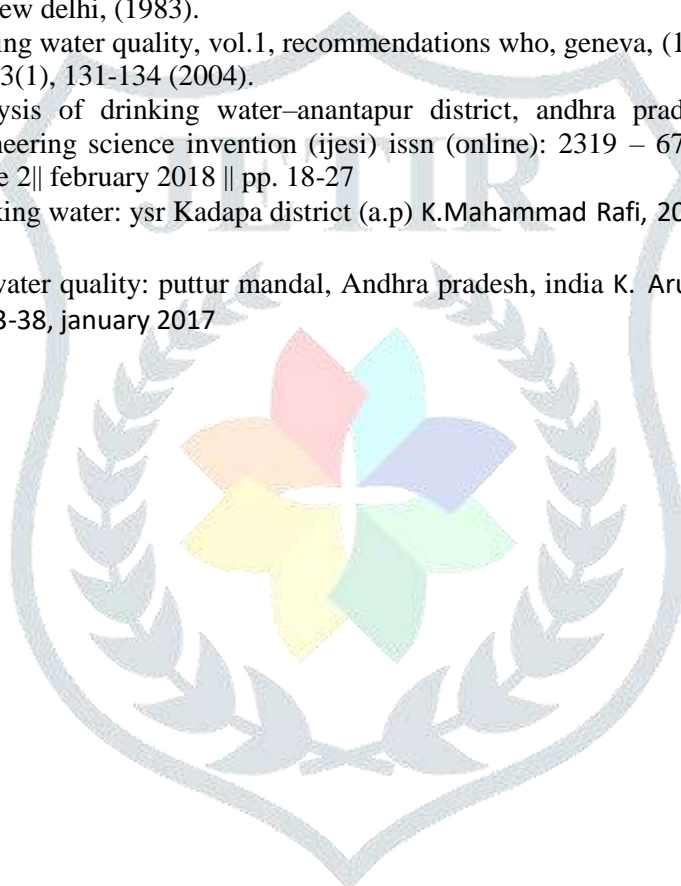 ew delhi, (1983).
ing water quality, vol.1, recommendations who, geneva, (1
3(1), 131-134 (2004).
lysis of drinking water–anantapur district, andhra prad
neering science invention (ijesi) issn (online): 2319 – 67
e 2|| february 2018 || pp. 18-27
king water: ysr Kadapa district (a.p) K.Mahammad Rafi, 20
water quality: puttur mandal, Andhra pradesh, india K. Aru
3-38, january 2017
JETIR